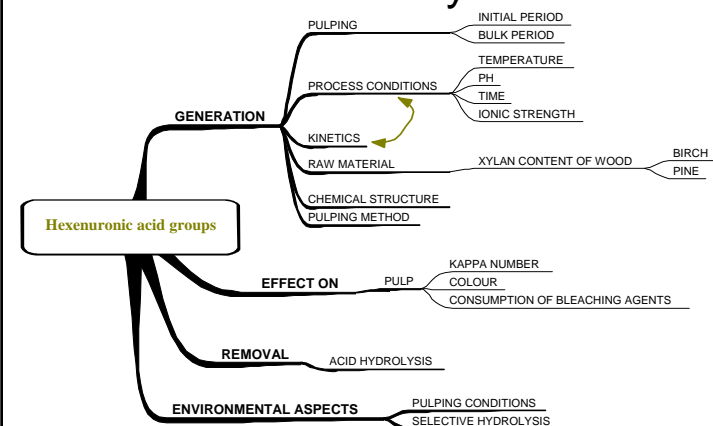 PULPING
INITIAL PERIOD
BULK PERIOD
PROCESS CONDITIONS
TEMPERATURE
PH
TIME
IONIC STRENGTH
GENERATION
KINETICS
RAW MATERIAL
XYLAN CONTENT OF WOOD
BIRCH
PINE
CHEMICAL STRUCTURE
PULPING METHOD
Hexenuronic acid groups
EFFECT ON
PULP
KAPPA NUMBER
COLOUR
CONSUMPTION OF BLEACHING AGENTS
REMOVAL
ACID HYDROLYSIS
ENVIRONMENTAL ASPECTS
PULPING CONDITIONS
SELECTIVE HYDROLYSIS